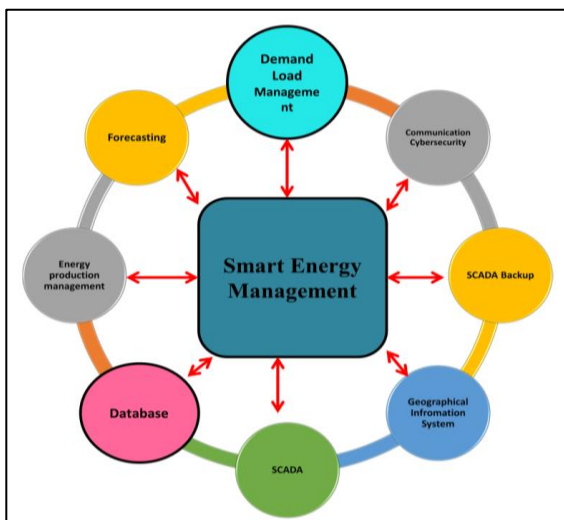 Demand
Load
Manageme
nt
Forecasting
Communication
Cybersecurity
Smart Energy
Management
Energy
production
management
SCADA Backup
Database
Geographical
Infromation
System
SCADA